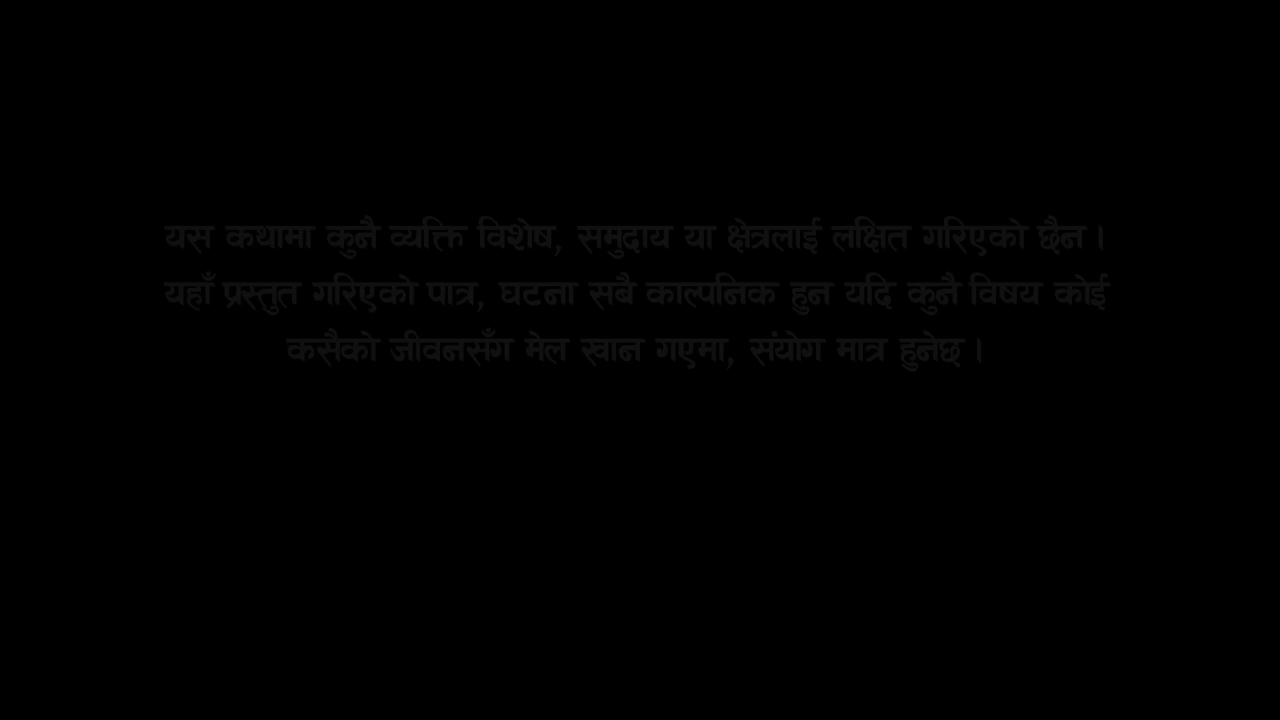 यस कथामा कुनै व्यक्ति विशेष, समुदाय या क्षेत्रलाई लक्षित गरिएको छैन ।
यहाँ प्रस्तुत गरिएको पात्र, घटना सबै काल्पनिक हुन यदि कुनै विषय कोई
कसैको जीवनसँग मेल खान गएमा, संयोग मात्र हुनेछ ।